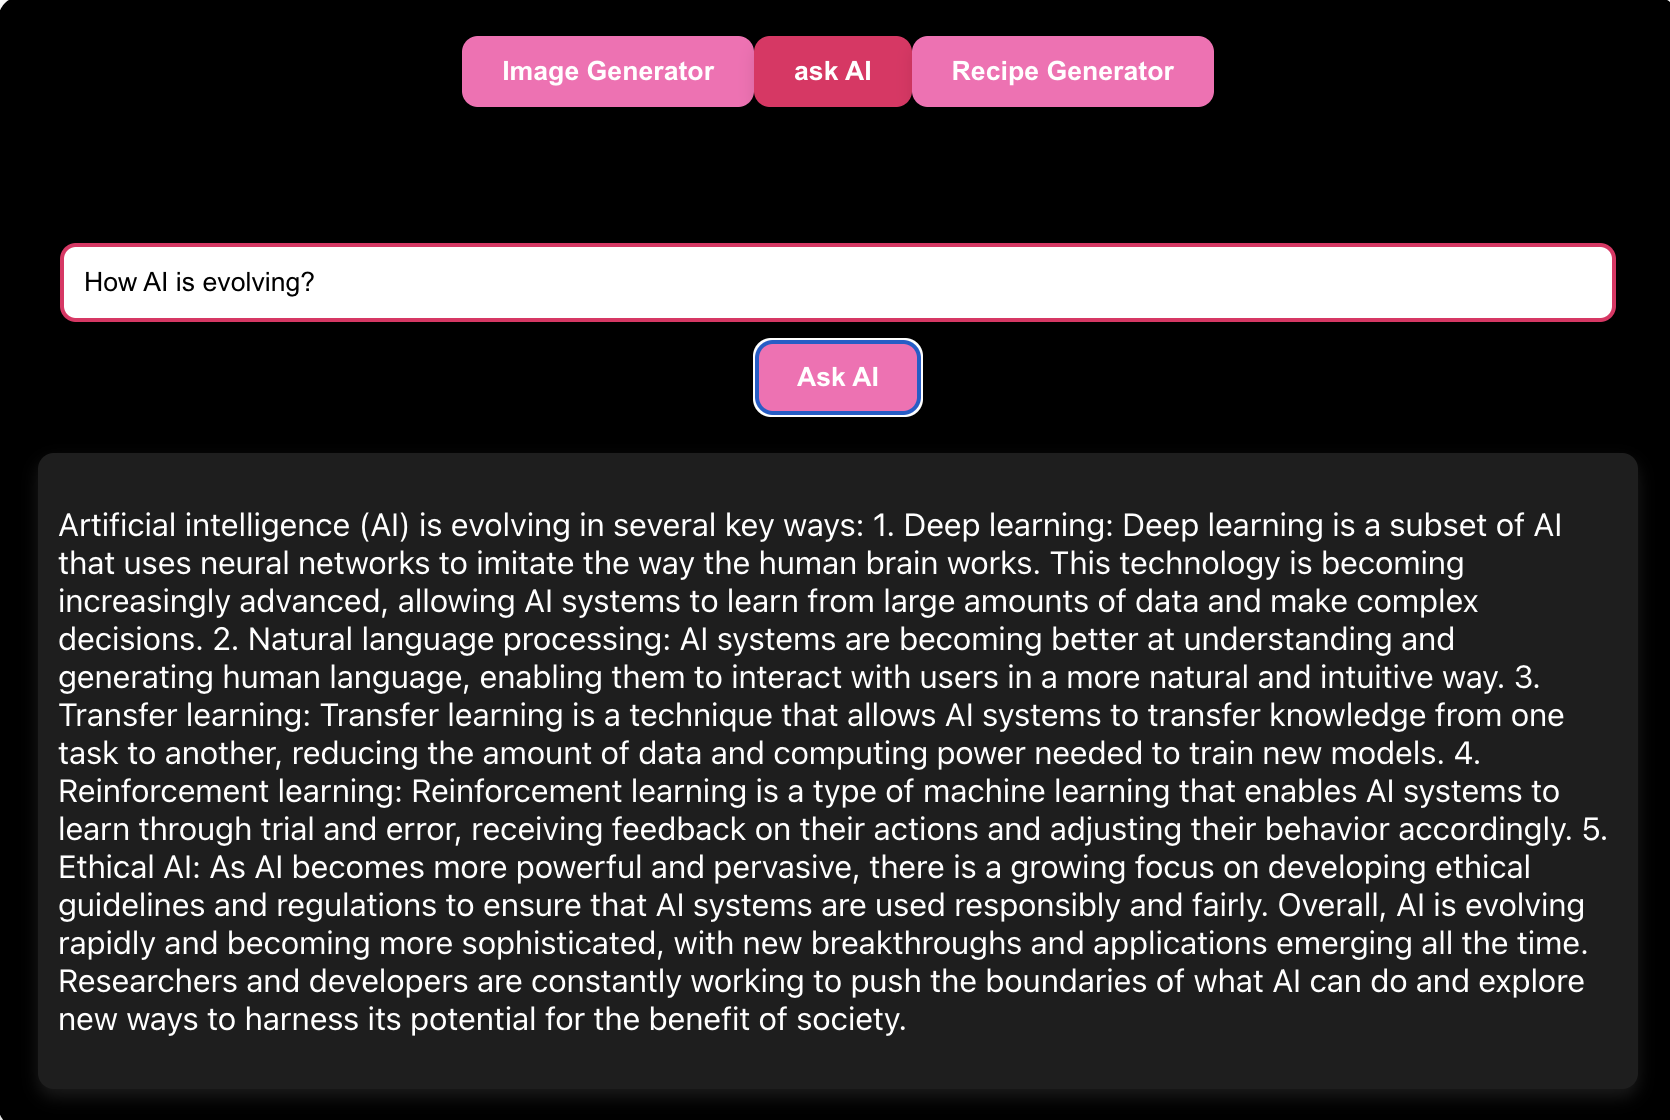 Image Generator
ask AI
Recipe Generator
How AI is evolving?
Ask AI
Artificial intelligence (AI) is evolving in several key ways: 1. Deep learning: Deep learning is a subset of AI
that uses neural networks to imitate the way the human brain works. This technology is becoming
increasingly advanced, allowing AI systems to learn from large amounts of data and make complex
decisions. 2. Natural language processing: AI systems are becoming better at understanding and
generating human language, enabling them to interact with users in a more natural and intuitive way. 3.
Transfer learning: Transfer learning is a technique that allows AI systems to transfer knowledge from one
task to another, reducing the amount of data and computing power needed to train new models. 4.
Reinforcement learning: Reinforcement learning is a type of machine learning that enables AI systems to
learn through trial and error, receiving feedback on their actions and adjusting their behavior accordingly. 5.
Ethical AI: As AI becomes more powerful and pervasive, there is a growing focus on developing ethical
guidelines and regulations to ensure that AI systems are used responsibly and fairly. Overall, AI is evolving
rapidly and becoming more sophisticated, with new breakthroughs and applications emerging all the time.
Researchers and developers are constantly working to push the boundaries of what AI can do and explore
new ways to harness its potential for the benefit of society.